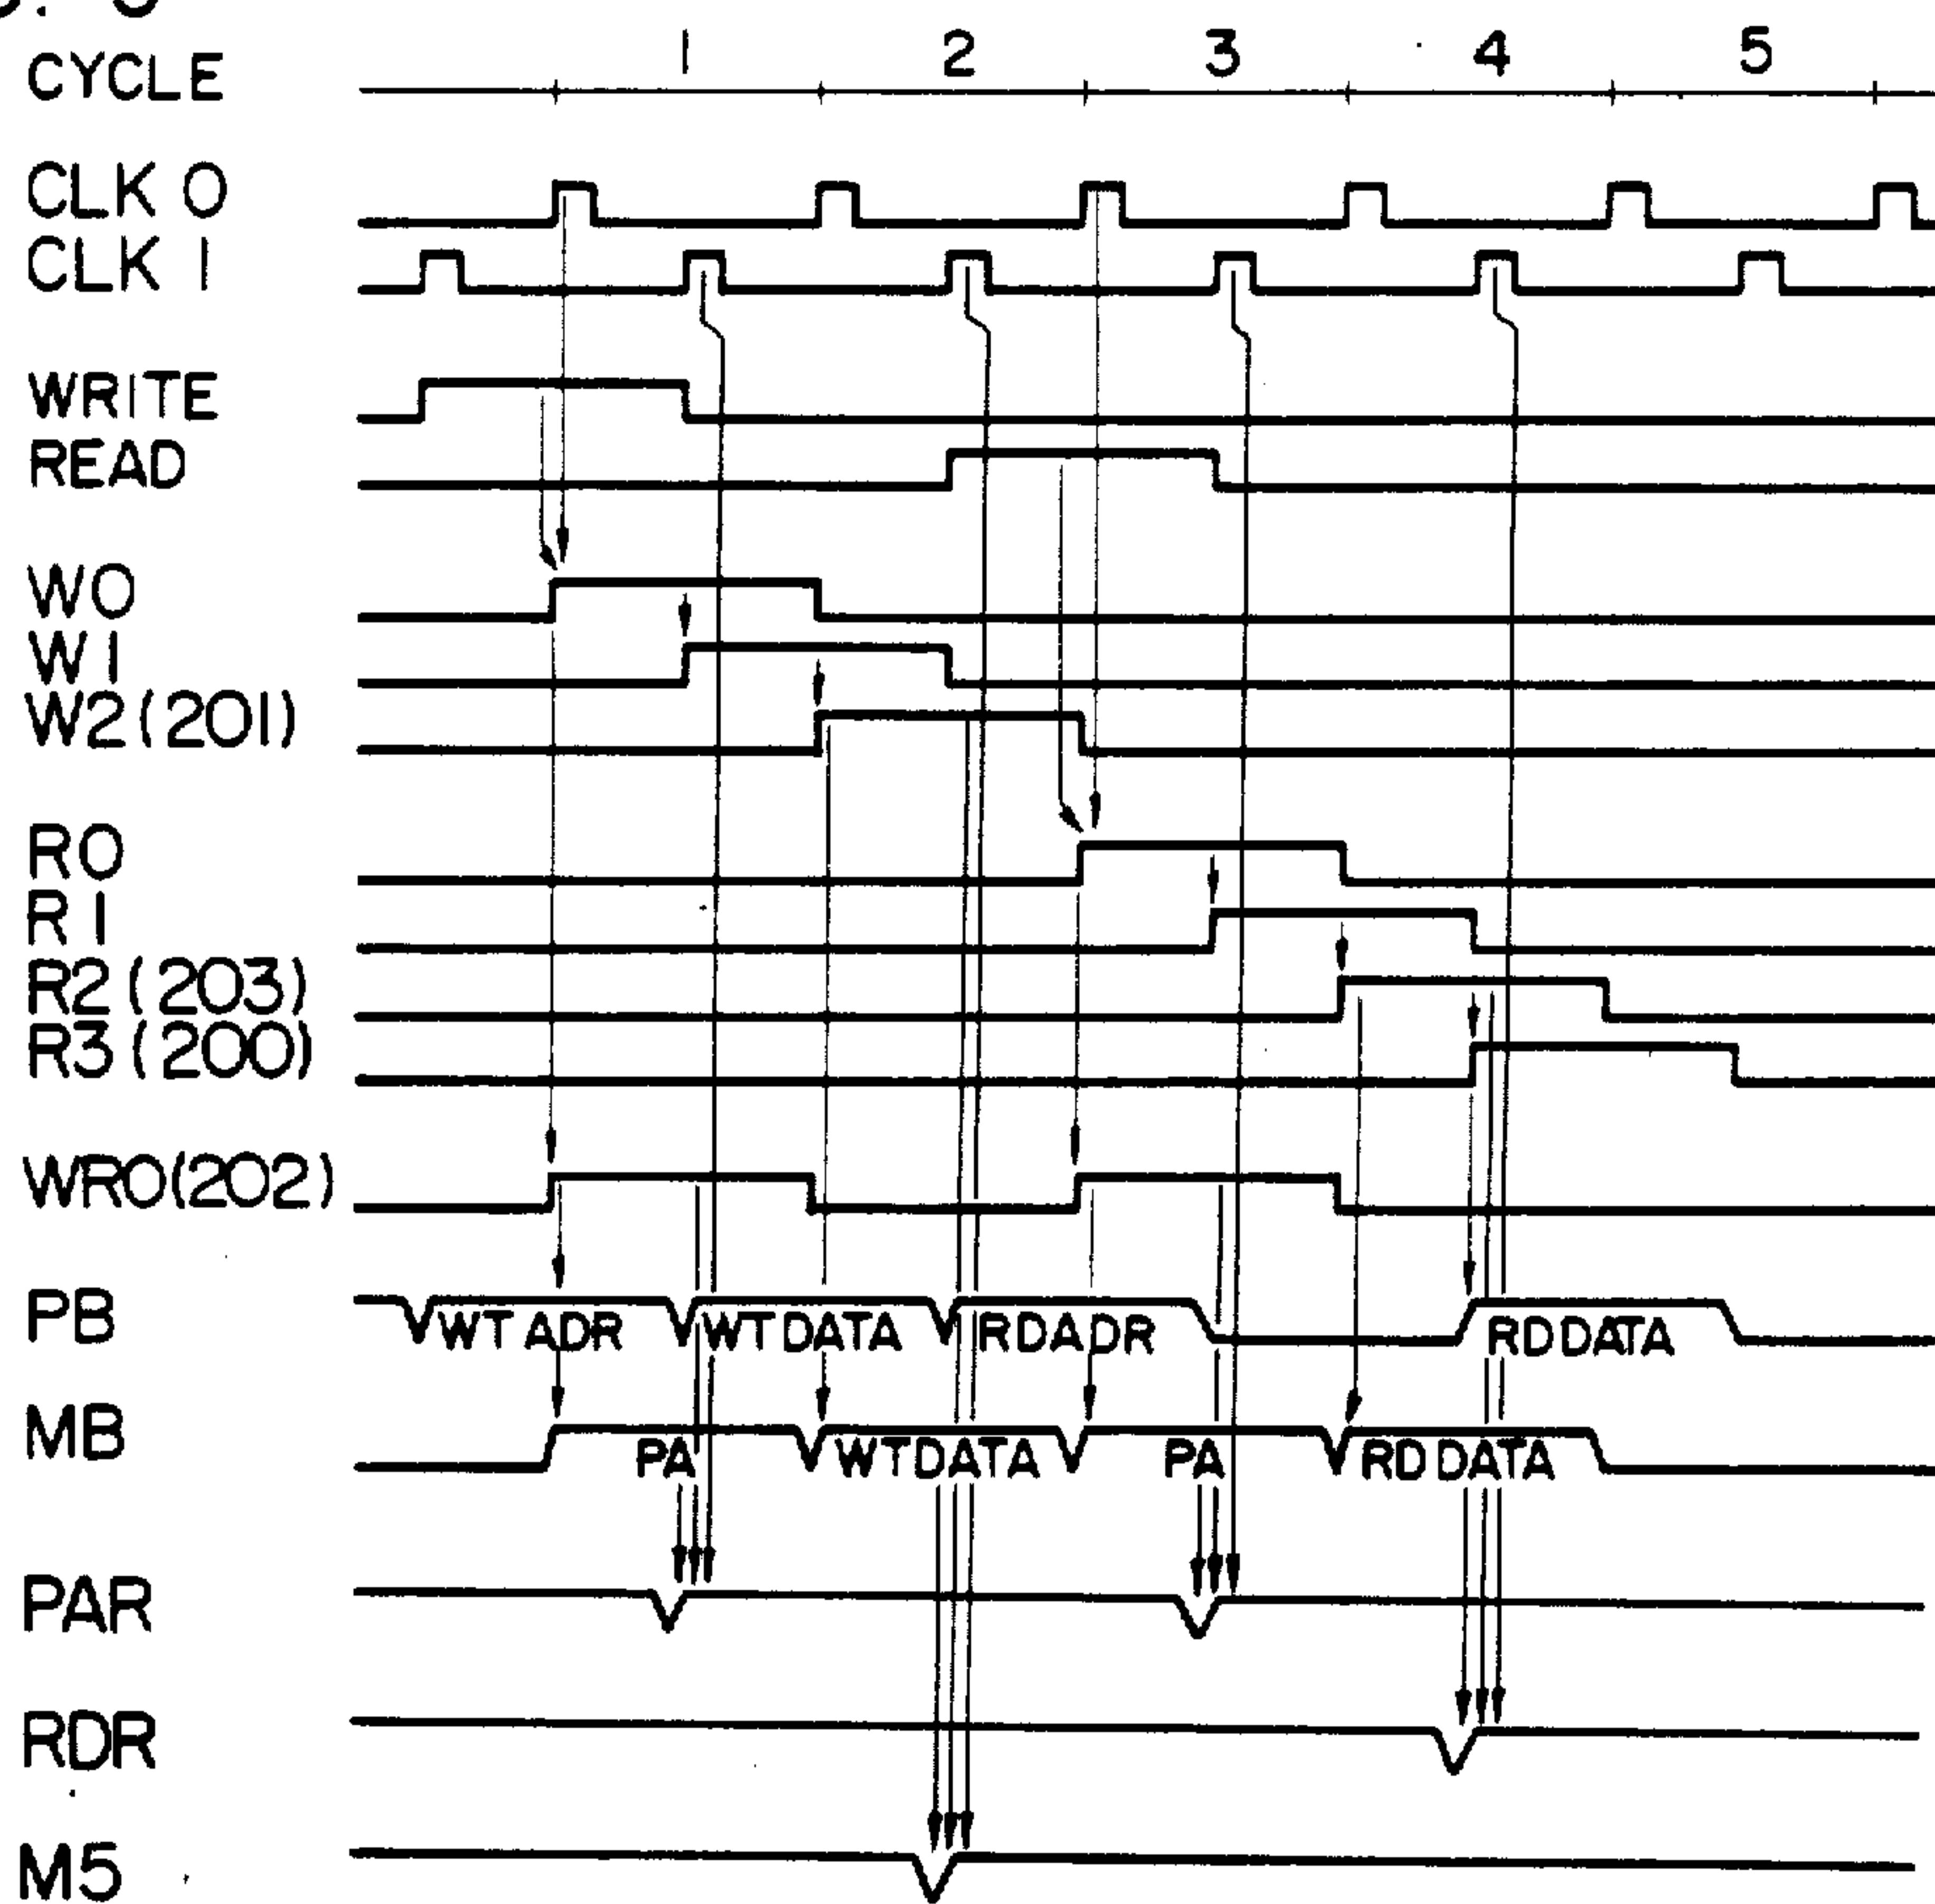 CYCLE 1 2 3 4 5
CLK 0
CLK 1
WRITE
READ
W0
W1
W2(201)
R0
R1
R2(203)
R3(200)
WR0(202)
PB WT ADR WT DATA RD ADR RD DATA
MB PA WT DATA PA RD DATA
PAR
RDR
M5